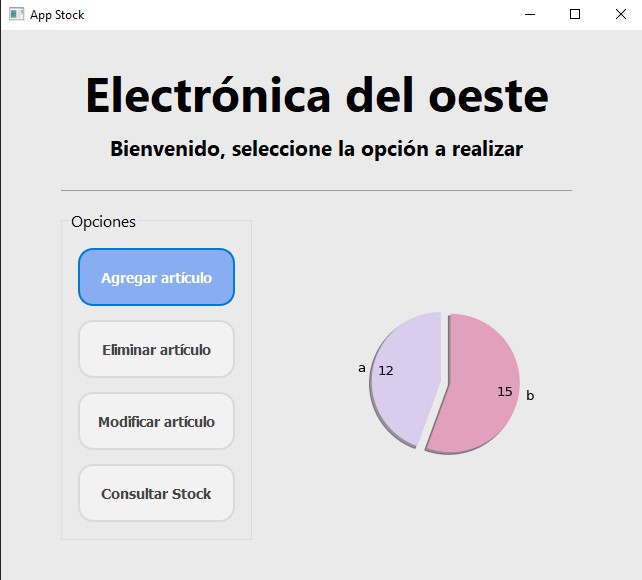 App Stock
Electrónica del oeste
Bienvenido, seleccione la opción a realizar
Opciones
Agregar artículo
Eliminar artículo
Modificar artículo
Consultar Stock
a
12
15
b